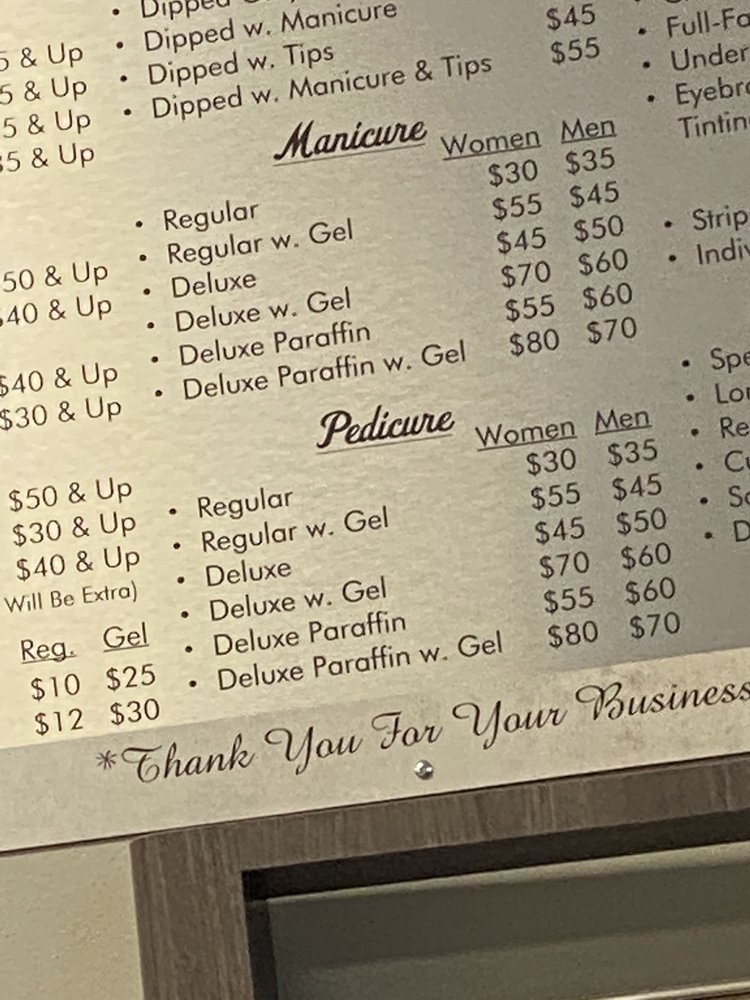 5 & Up
5 & Up
5 & Up
5 & Up
50 & Up
40 & Up
$40 & Up
$30 & Up
$50 & Up
$30 & Up
$40 & Up
Will Be Extra)
Reg. Gel
$10 $25
$12 $30
• Dipped
• Dipped w. Manicure
• Dipped w. Tips $45
• Dipped w. Manicure & Tips $55
Manicure Women Men
• Regular $30 $35
• Regular w. Gel $55 $45
• Deluxe $45 $50
• Deluxe w. Gel $70 $60
• Deluxe Paraffin $55 $60
• Deluxe Paraffin w. Gel $80 $70
Pedicure Women Men
• Regular $30 $35
• Regular w. Gel $55 $45
• Deluxe $45 $50
• Deluxe w. Gel $70 $60
• Deluxe Paraffin $55 $60
• Deluxe Paraffin w. Gel $80 $70
• Full-Fa
• Under
• Eyebro
Tintin
• Strip
• Indiv
• Spe
• Lo
• Re
• Cu
• 
• D
*Thank You For Your Business